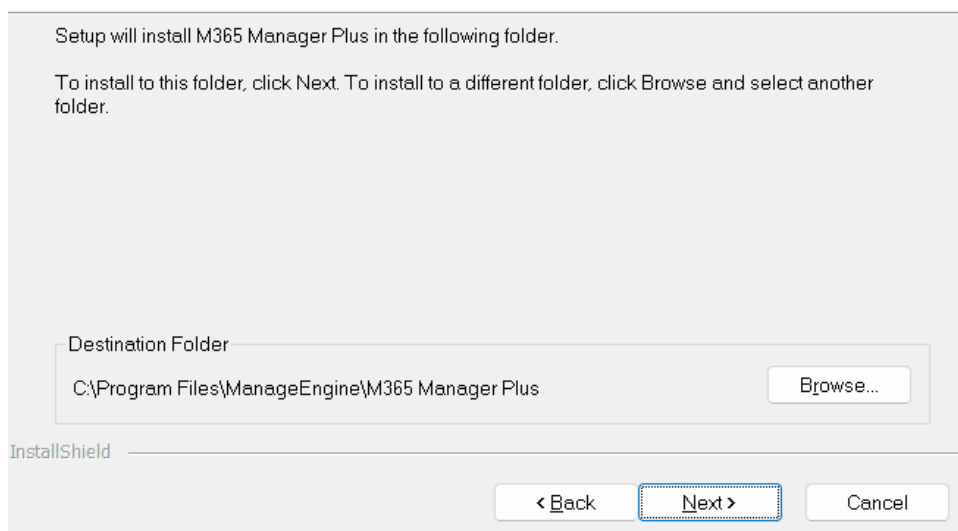 Setup will install M365 Manager Plus in the following folder.
To install to this folder, click Next. To install to a different folder, click Browse and select another
folder.
Destination Folder
C:\Program Files\ManageEngine\M365 Manager Plus
Browse...
InstallShield
< Back
Next >
Cancel